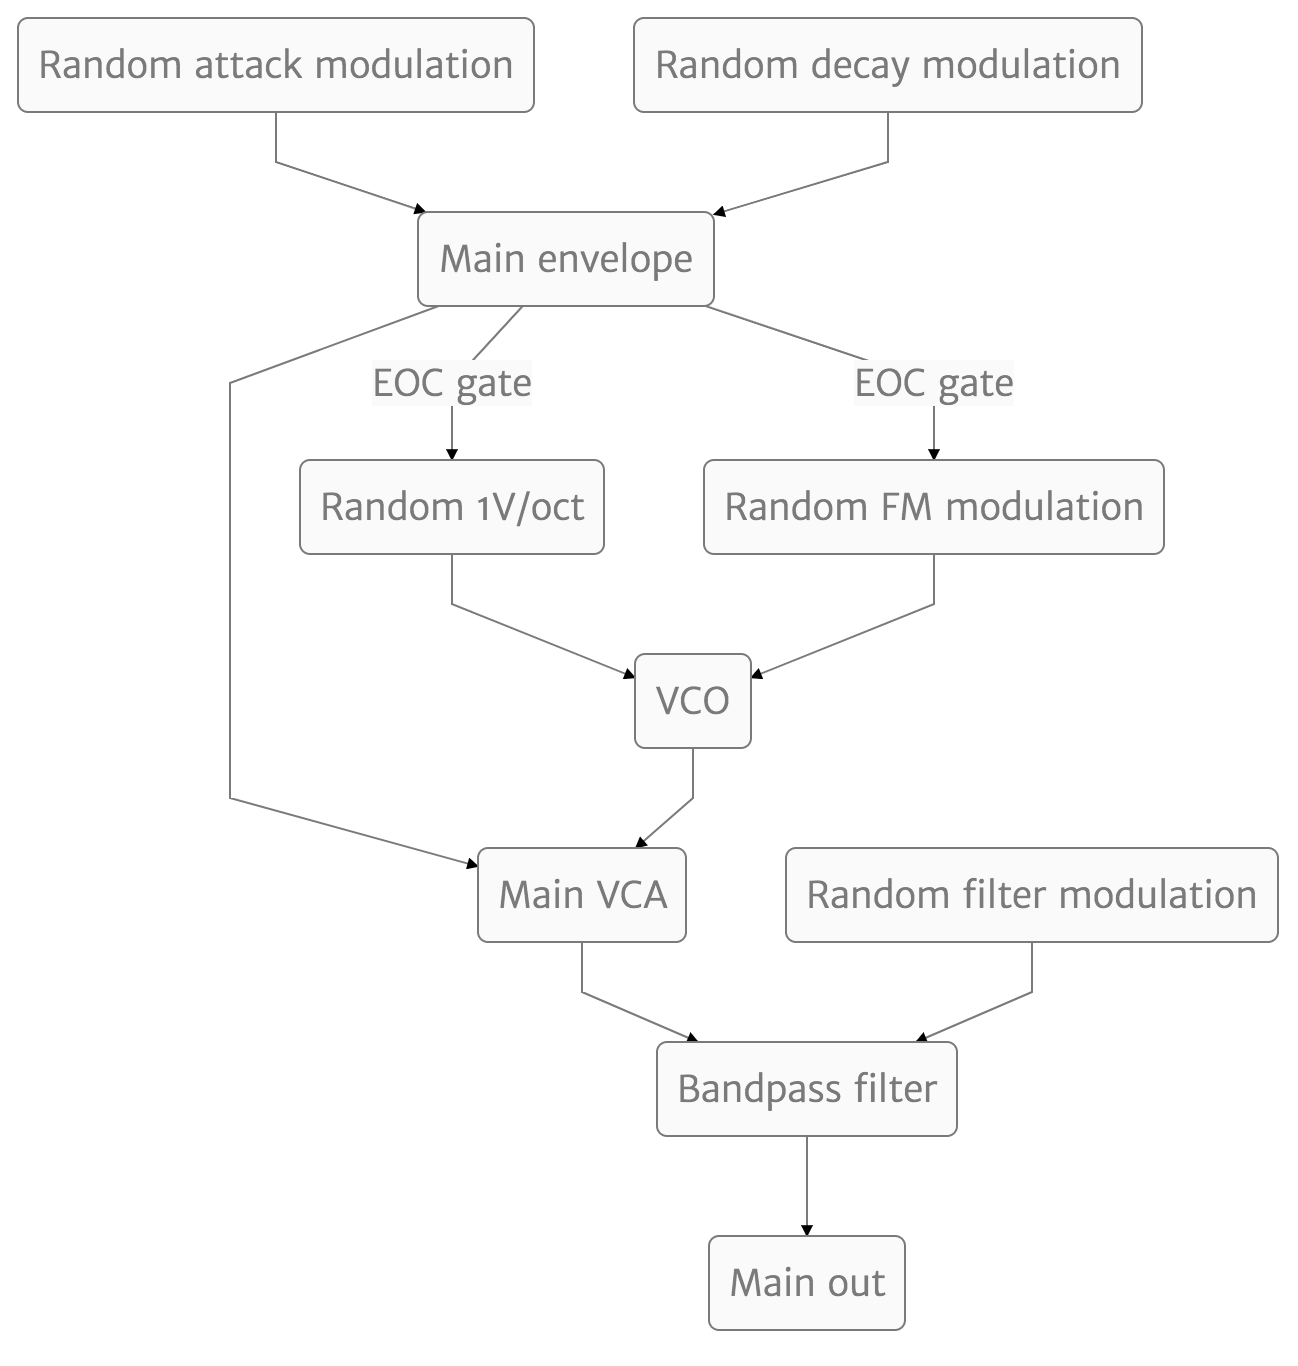 Random attack modulation
Random decay modulation
Main envelope
EOC gate
EOC gate
Random 1V/oct
Random FM modulation
VCO
Main VCA
Random filter modulation
Bandpass filter
Main out